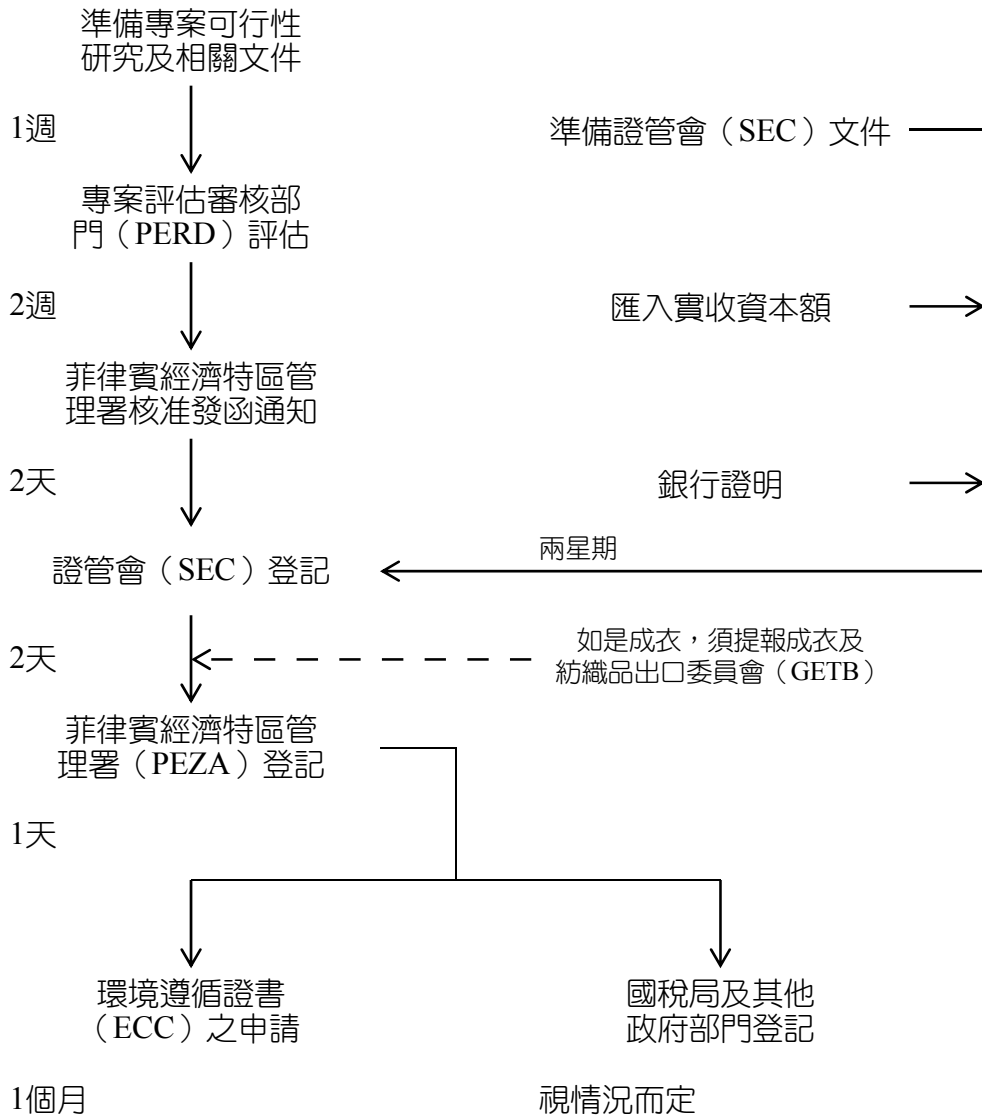 準備專案可行性
研究及相關文件
1週
準備證管會（SEC）文件
專案評估審核部
門（PERD）評估
2週
匯入實收資本額
菲律賓經濟特區管
理署核准發函通知
2天
銀行證明
兩星期
證管會（SEC）登記
2天
如是成衣，須提報成衣及
紡織品出口委員會（GETB）
菲律賓經濟特區管
理署（PEZA）登記
1天
環境遵循證書
（ECC）之申請
國稅局及其他
政府部門登記
1個月
視情況而定